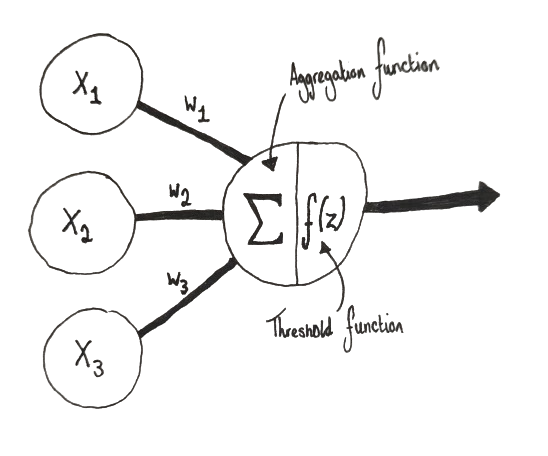 Aggregation function
X1
W1
W2
X2
Σ
f(z)
W3
Threshold function
X3